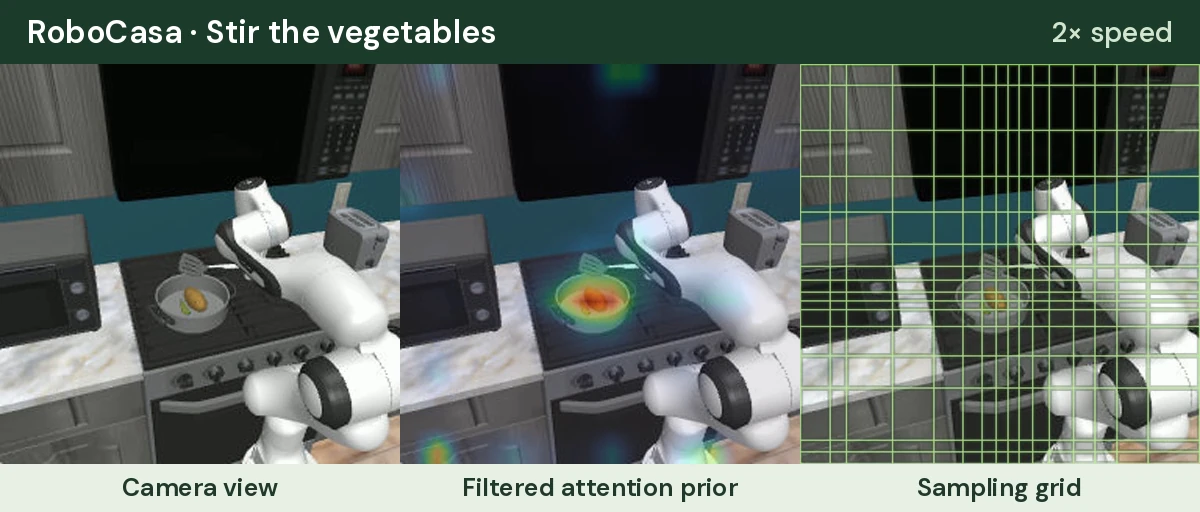 RoboCasa · Stir the vegetables
2× speed
Camera view
Filtered attention prior
Sampling grid